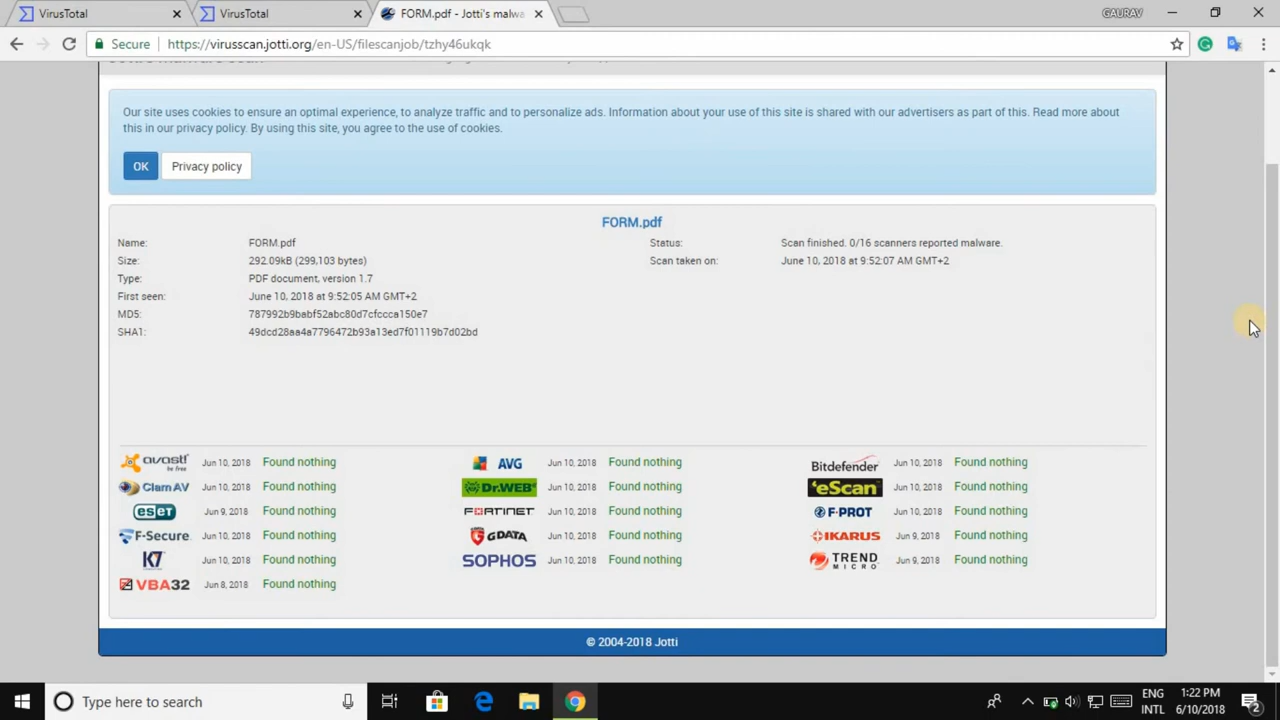 VirusTotal
VirusTotal
FORM.pdf - Jotti's malwa
GAURAV
Secure
https://virusscan.jotti.org/en-US/filescanjob/tzhy46ukqk
Our site uses cookies to ensure an optimal experience, to analyze traffic and to personalize ads. Information about your use of this site is shared with our advertisers as part of this. Read more about
this in our privacy policy. By using this site, you agree to the use of cookies.
OK Privacy policy
FORM.pdf
Name: FORM.pdf Status: Scan finished. 0/16 scanners reported malware.
Size: 292.09kB (299,103 bytes) Scan taken on: June 10, 2018 at 9:52:07 AM GMT+2
Type: PDF document, version 1.7
First seen: June 10, 2018 at 9:52:05 AM GMT+2
MD5: 787992b9babf52abc80d7cfccca150e7
SHA1: 49dcd28aa4a7796472b93a13ed7f01119b7d02bd
avast! be free Jun 10, 2018 Found nothing AVG Jun 10, 2018 Found nothing Bitdefender Jun 10, 2018 Found nothing
ClamAV Jun 10, 2018 Found nothing Dr.WEB Jun 10, 2018 Found nothing eScan Jun 10, 2018 Found nothing
eset Jun 9, 2018 Found nothing FORTINET Jun 10, 2018 Found nothing F-PROT Jun 10, 2018 Found nothing
F-Secure. Jun 10, 2018 Found nothing G DATA Jun 10, 2018 Found nothing IKARUS Jun 9, 2018 Found nothing
K7 Jun 10, 2018 Found nothing SOPHOS Jun 10, 2018 Found nothing TREND MICRO Jun 9, 2018 Found nothing
VBA32 Jun 8, 2018 Found nothing
© 2004-2018 Jotti
Type here to search
ENG
INTL
1:22 PM
6/10/2018
2